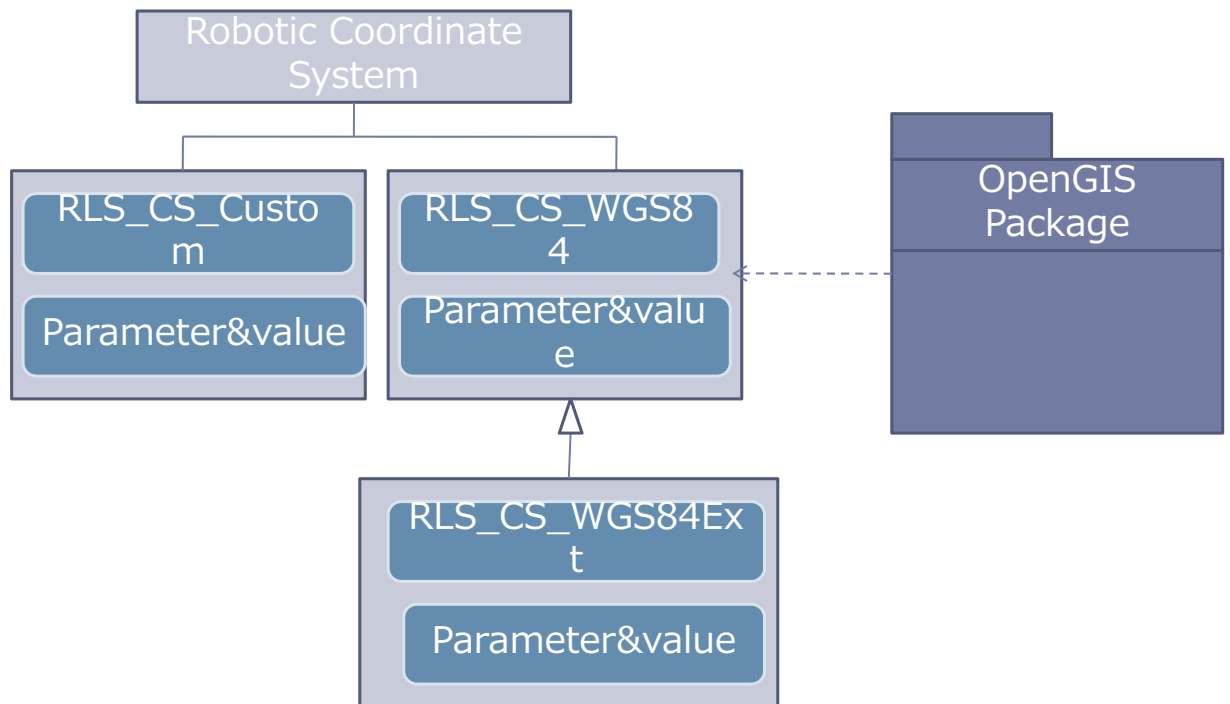 Robotic Coordinate
System
RLS_CS_Custo
m
Parameter&value
RLS_CS_WGS8
4
Parameter&valu
e
OpenGIS
Package
RLS_CS_WGS84Ex
t
Parameter&value